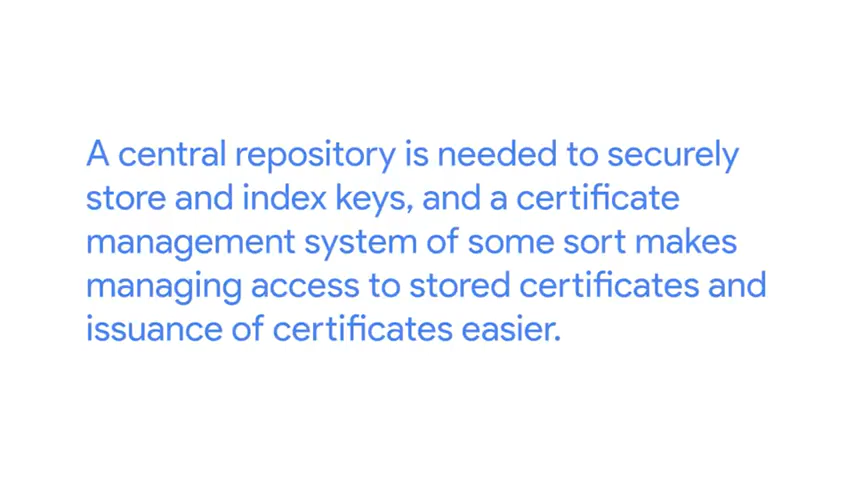 A central repository is needed to securely
store and index keys, and a certificate
management system of some sort makes
managing access to stored certificates and
issuance of certificates easier.